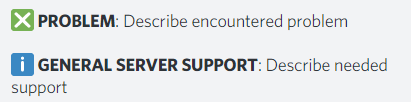 ❎ PROBLEM: Describe encountered problem
ℹ️ GENERAL SERVER SUPPORT: Describe needed
support